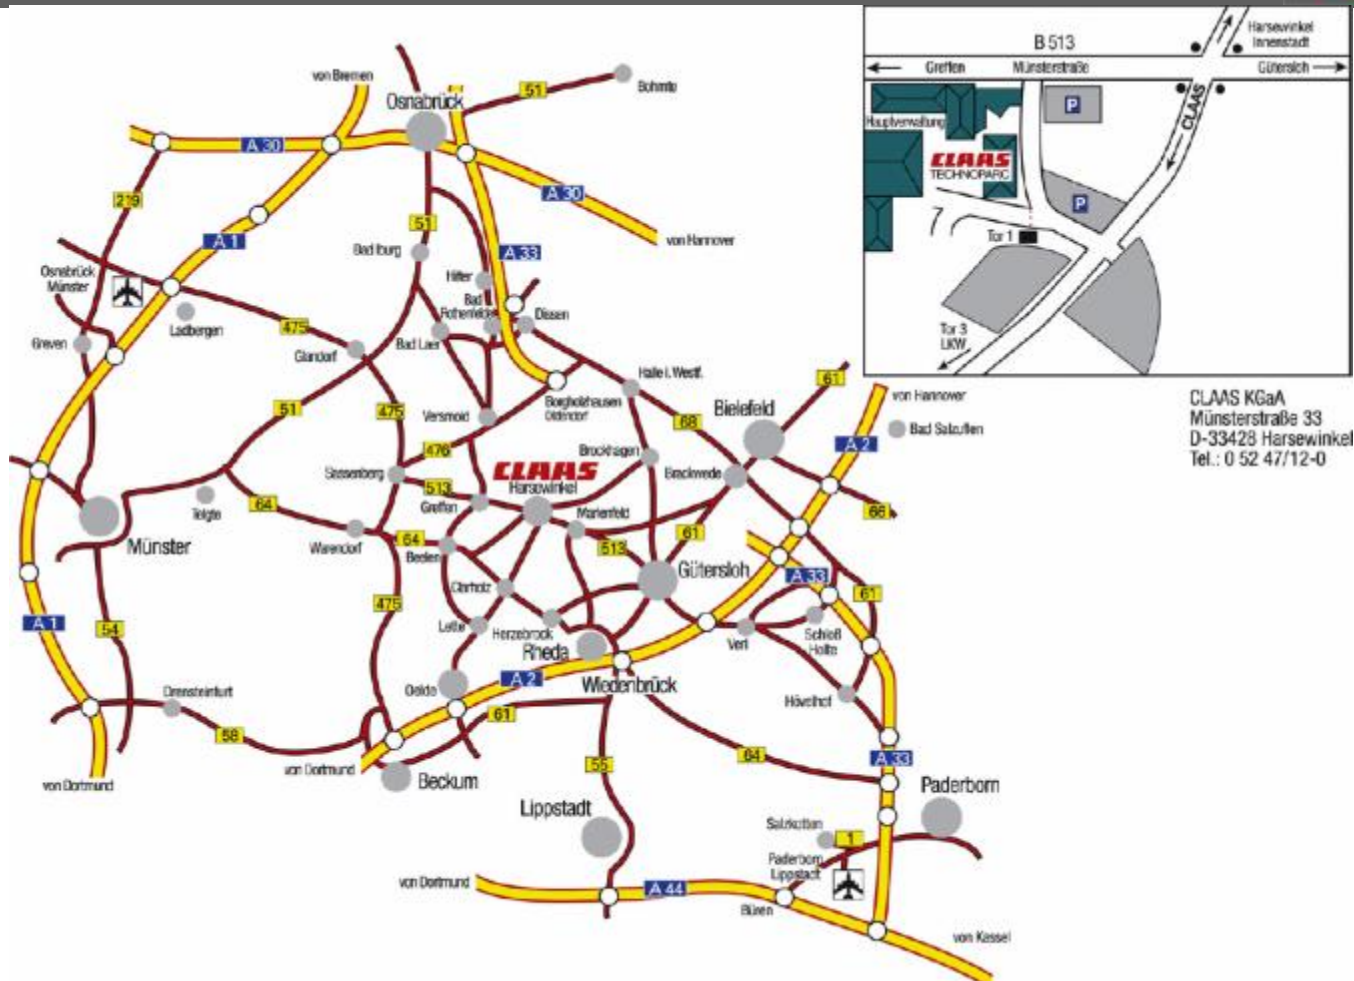 von Bremen
Osnabrück
51
Bohmte
A 30
219
51
A 30
A 1
Bad Iburg
A 33
von Hannover
Osnabrück
Münster
Hilter
Bad
Rothenfelde
Dissen
Ladbergen
475
Greven
Glandorf
Bad Laer
Halle i. Westf.
61
von Hannover
51
475
Versmold
Borgholzhausen
Oldendorf
Bielefeld
68
Bad Salzuflen
A 2
476
Brockhagen
Sassenberg
CLAAS
Harsewinkel
Brackwede
513
Greffen
Telgte
64
Marienfeld
66
Münster
Warendorf
64
Beelen
513
61
Gütersloh
A 33
Clarholz
475
61
A 1
54
Lette
Herzebrock
Rheda
Verl
Schloß
Holte
Oelde
A 2
Wiedenbrück
Hövelhof
Drensteinfurt
61
58
64
A 33
von Dortmund
von Dortmund
Beckum
55
Paderborn
Lippstadt
Salzkotten
1
Paderborn
Lippstadt
von Dortmund
A 44
Büren
von Kassel
B 513
Harsewinkel
Innenstadt
Greffen
Münsterstraße
Gütersloh
P
Hauptverwaltung
CLAAS
CLAAS
TECHNOPARC
P
Tor 1
Tor 3
LKW
CLAAS KGaA
Münsterstraße 33
D-33428 Harsewinkel
Tel.: 0 52 47/12-0